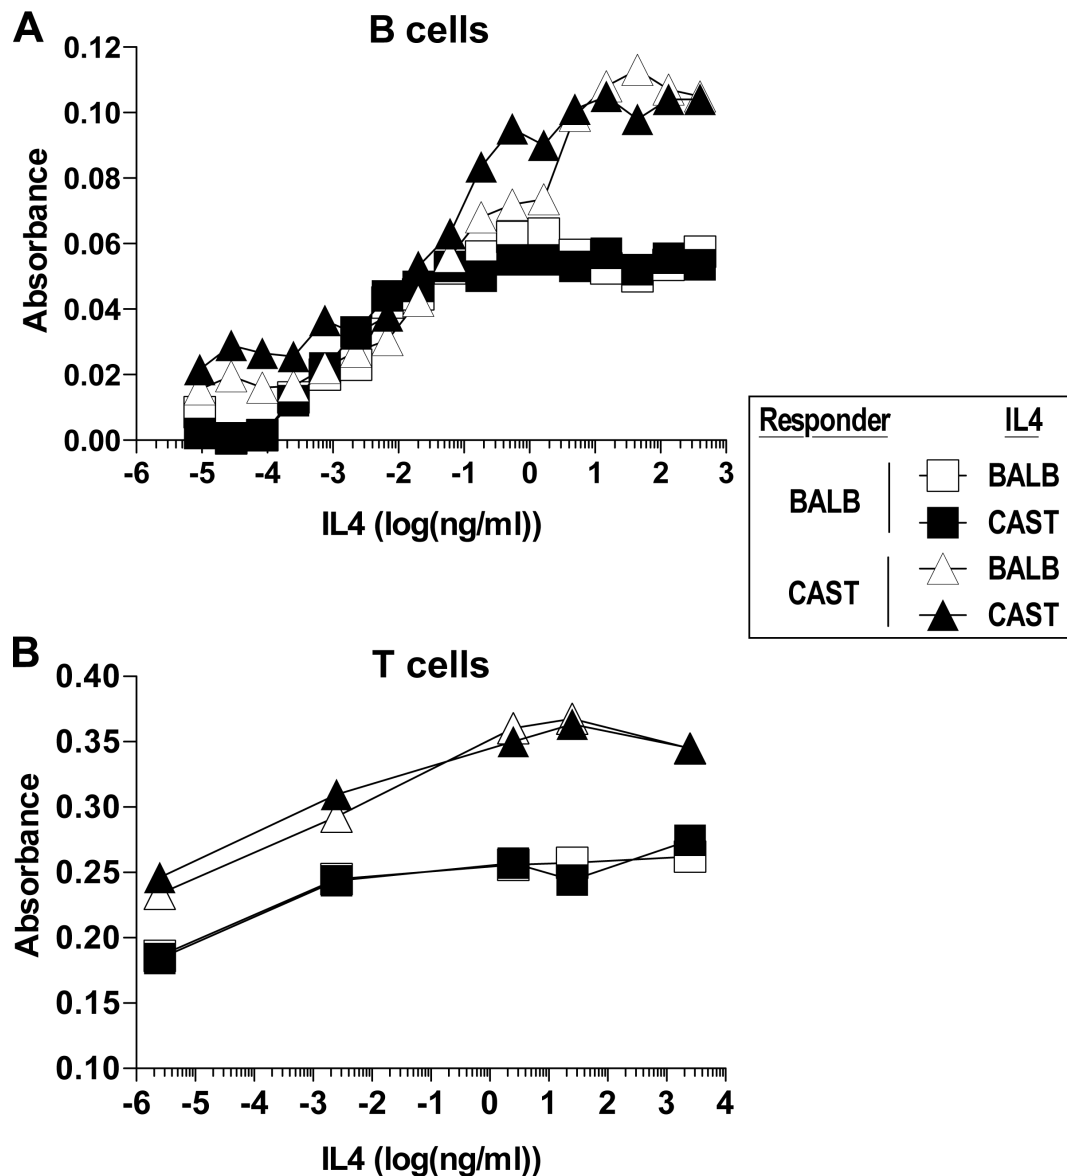 A
B cells
0.12
0.10
0.08
0.06
0.04
0.02
0.00
Absorbance
-6 -5 -4 -3 -2 -1 0 1 2 3
IL4 (log(ng/ml))
Responder IL4
BALB
BALB
CAST
CAST
BALB
CAST
B
T cells
0.40
0.35
0.30
0.25
0.20
0.15
0.10
Absorbance
-6 -5 -4 -3 -2 -1 0 1 2 3 4
IL4 (log(ng/ml))